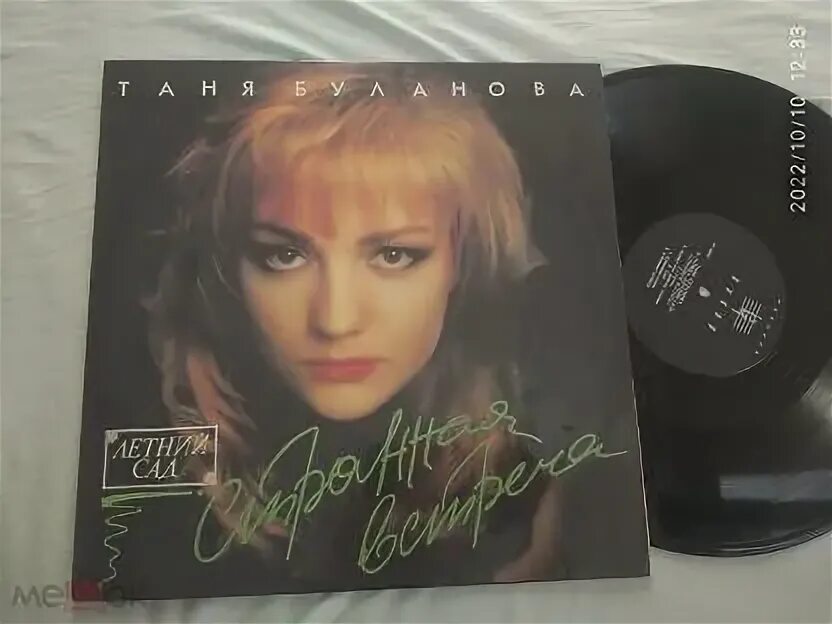 ТАНЯ БУЛАНОВА
ЛЕТНИЙ
САД
Странная
встреча
2022/10/10 12:33